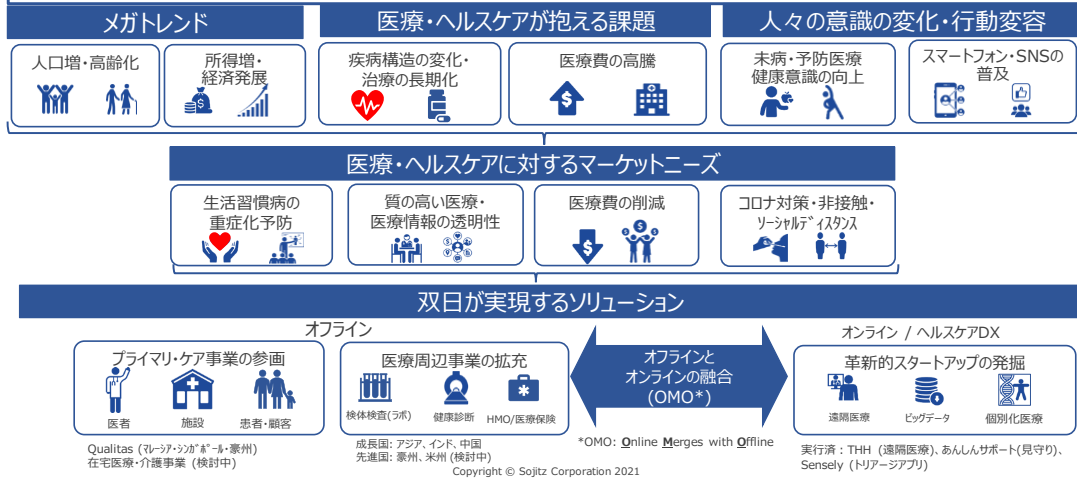 メガトレンド
医療・ヘルスケアが抱える課題
人々の意識の変化・行動変容
人口増・高齢化
所得増・
経済発展
疾病構造の変化・
治療の長期化
医療費の高騰
未病・予防医療
健康意識の向上
スマートフォン・SNSの
普及
医療・ヘルスケアに対するマーケットニーズ
生活習慣病の
重症化予防
質の高い医療・
医療情報の透明性
医療費の削減
コロナ対策・非接触・
ソーシャルディスタンス
双日が実現するソリューション
オフライン
プライマリ・ケア事業の参画
医者
施設
患者・顧客
Qualitas (マレーシア・シンガポール・豪州)
在宅医療・介護事業 (検討中)
医療周辺事業の拡充
検体検査(ラボ)
健康診断
HMO/医療保険
成長国: アジア、インド、中国
先進国: 豪州、米州 (検討中)
オフラインと
オンラインの融合
(OMO*)
*OMO: Online Merges with Offline
オンライン / ヘルスケアDX
革新的スタートアップの発掘
遠隔医療
ビッグデータ
個別化医療
実行済 : THH (遠隔医療)、あんしんサポート(見守り)、
Sensely (トリアージアプリ)
Copyright © Sojitz Corporation 2021